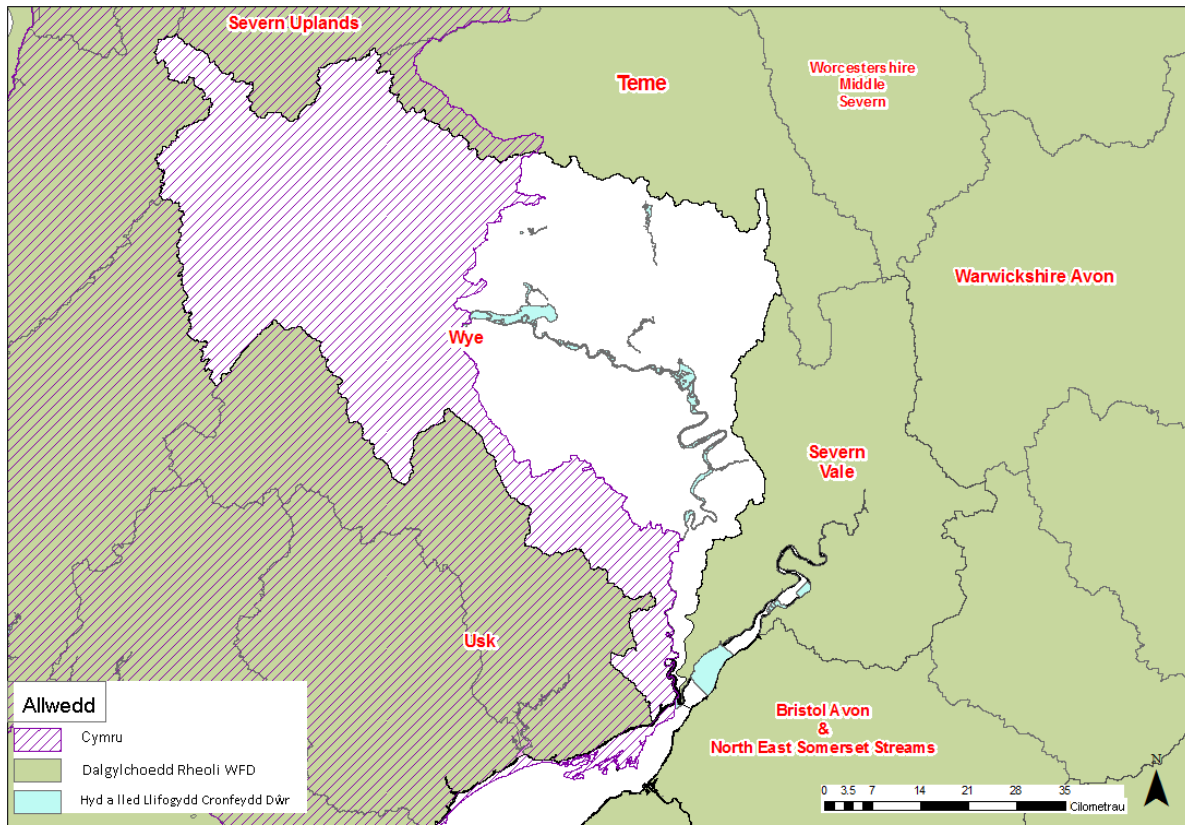 Severn Uplands
Teme
Worcestershire
Middle
Severn
Warwickshire Avon
Wye
Severn
Vale
Usk
Bristol Avon
&
North East Somerset Streams
Allwedd
Cymru
Dalgylchoedd Rheoli WFD
Hyd a lled Llifogydd Cronfeydd Dŵr
N
0 3.5 7 14 21 28 35
Cilometrau